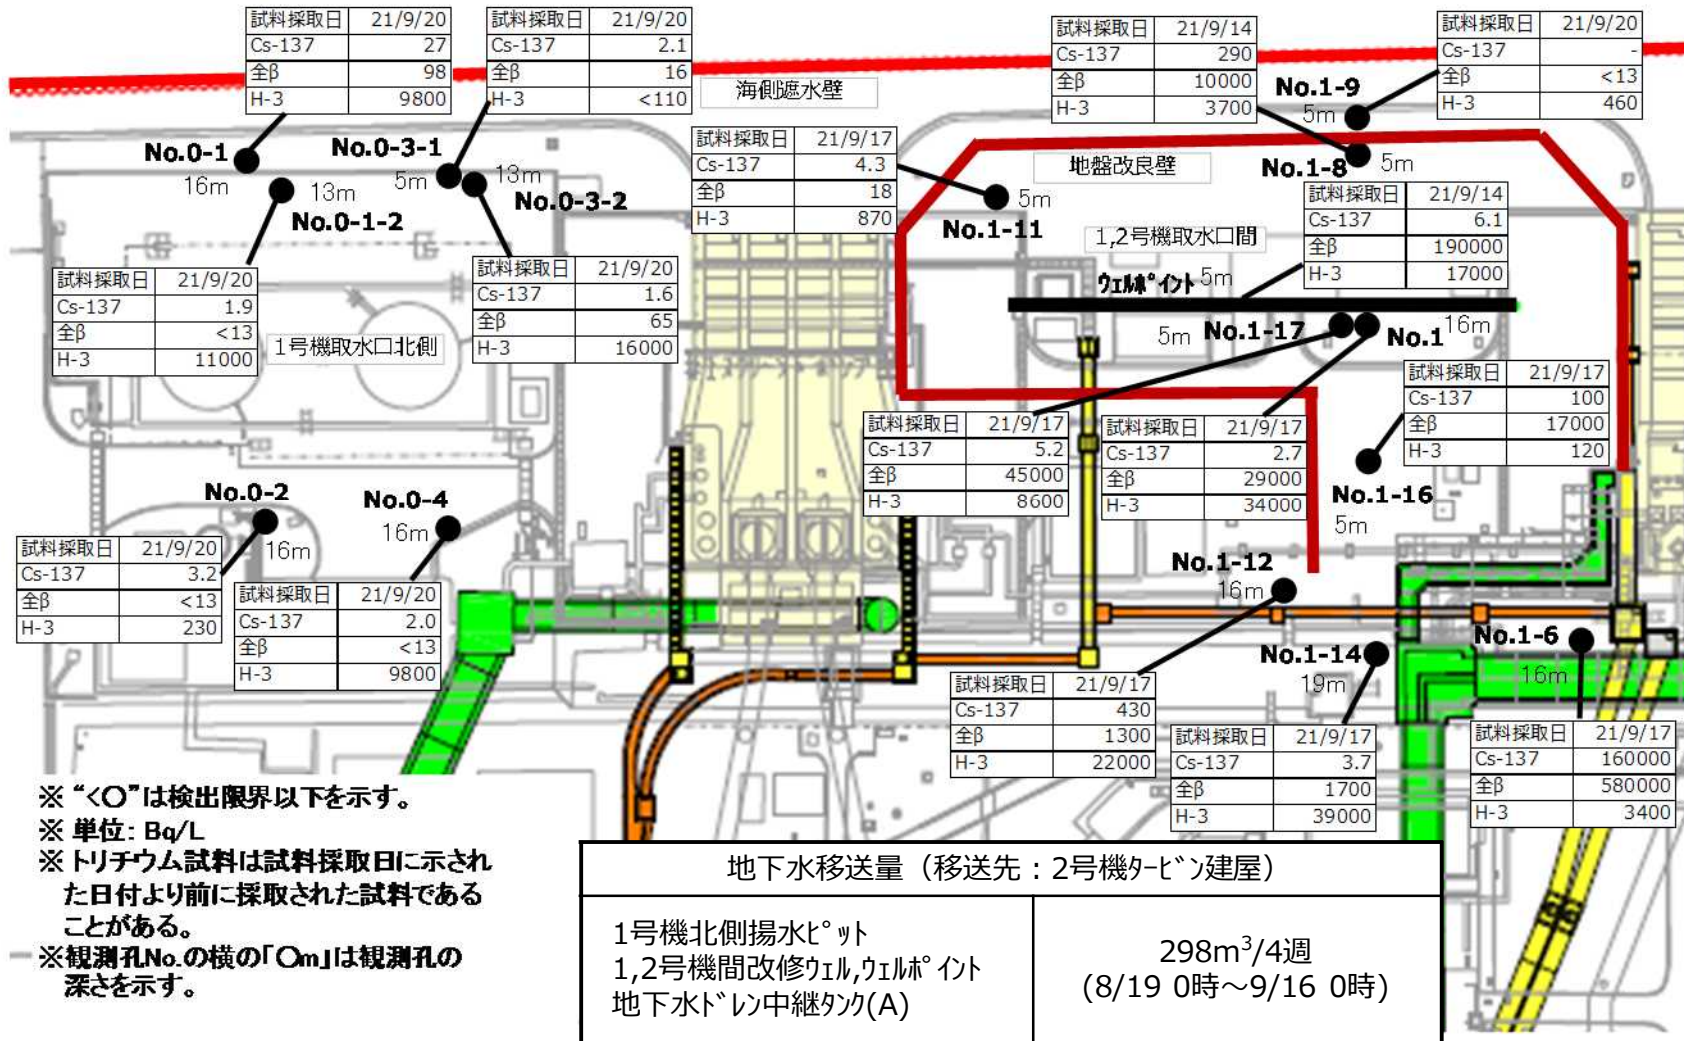 試料採取日 21/9/20
Cs-137 27
全β 98
H-3 9800
試料採取日 21/9/20
Cs-137 2.1
全β 16
H-3 <110
海側遮水壁
試料採取日 21/9/14
Cs-137 290
全β 10000
H-3 3700
試料採取日 21/9/20
Cs-137 -
全β <13
H-3 460
No.1-9
5m
No.0-1
16m
No.0-3-1
5m
13m
No.0-1-2
13m
No.0-3-2
試料採取日 21/9/17
Cs-137 4.3
全β 18
H-3 870
5m
No.1-11
地盤改良壁
No.1-8
5m
試料採取日 21/9/14
Cs-137 6.1
全β 190000
H-3 17000
1,2号機取水口間
ウェルポイント 5m
試料採取日 21/9/20
Cs-137 1.9
全β <13
H-3 11000
1号機取水口北側
試料採取日 21/9/20
Cs-137 1.6
全β 65
H-3 16000
5m No.1-17
No.1
16m
試料採取日 21/9/17
Cs-137 5.2
全β 45000
H-3 8600
試料採取日 21/9/17
Cs-137 2.7
全β 29000
H-3 34000
試料採取日 21/9/17
Cs-137 100
全β 17000
H-3 120
No.1-16
5m
No.0-2
16m
No.0-4
16m
試料採取日 21/9/20
Cs-137 3.2
全β <13
H-3 230
試料採取日 21/9/20
Cs-137 2.0
全β <13
H-3 9800
No.1-12
16m
No.1-14
19m
No.1-6
16m
試料採取日 21/9/17
Cs-137 430
全β 1300
H-3 22000
試料採取日 21/9/17
Cs-137 3.7
全β 1700
H-3 39000
試料採取日 21/9/17
Cs-137 160000
全β 580000
H-3 3400
※ “<〇”は検出限界以下を示す。
※ 単位: Bq/L
※ トリチウム試料は試料採取日に示され
た日付より前に採取された試料である
ことがある。
※観測孔No.の横の「〇m」は観測孔の
深さを示す。
地下水移送量（移送先：2号機タービン建屋）
1号機北側揚水ピット
1,2号機間改修ウェル,ウェルポイント
地下水ドレン中継タンク(A)
298m³/4週
(8/19 0時～9/16 0時)